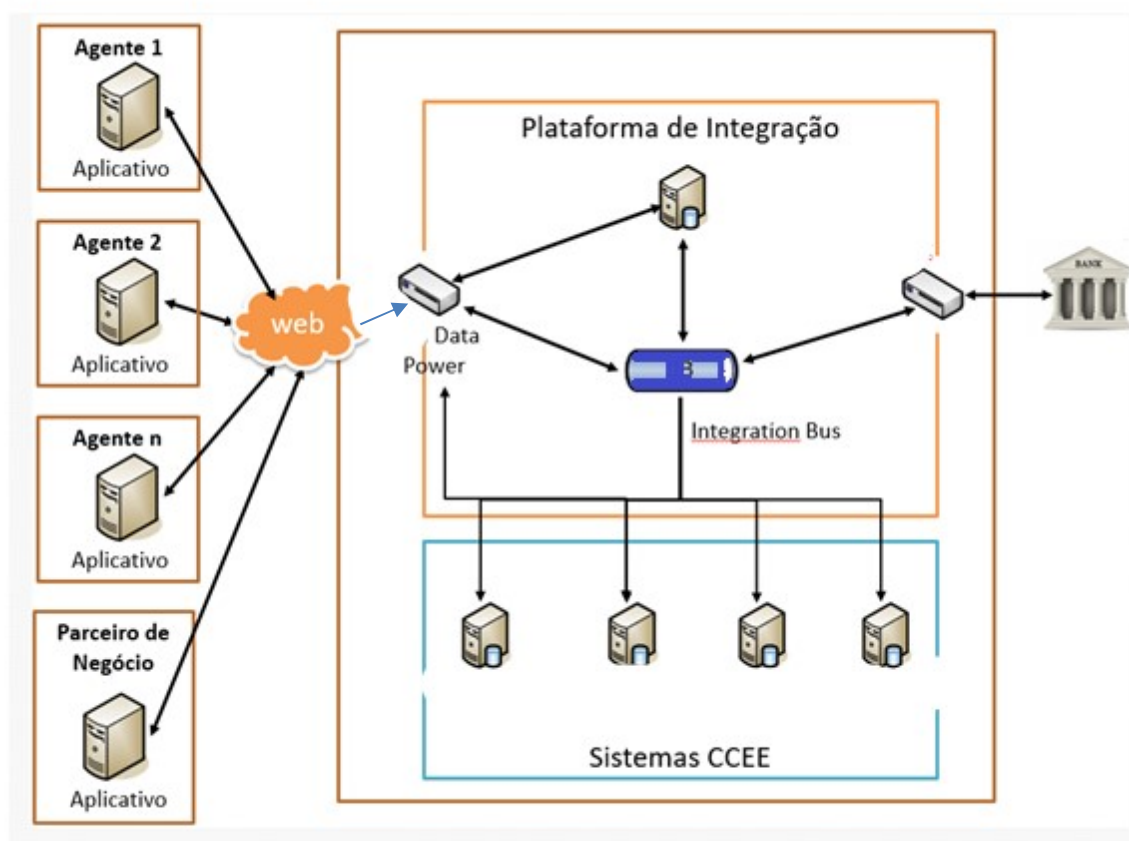 Agente 1
Aplicativo
Agente 2
Aplicativo
Agente n
Aplicativo
Parceiro de
Negócio
Aplicativo
web
Plataforma de Integração
Data
Power
Integration Bus
BANK
Sistemas CCEE